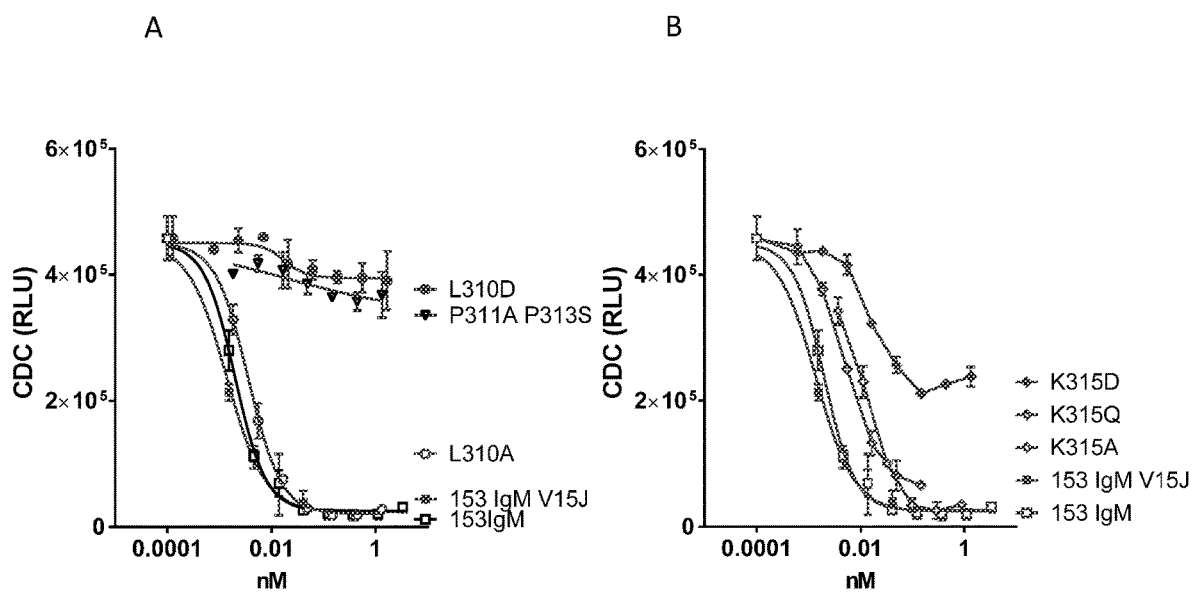 A
B
6×10⁵
4×10⁵
2×10⁵
0
CDC (RLU)
0.0001
0.01
1
nM
L310D
P311A P313S
L310A
153 IgM V15J
153IgM
6×10⁵
4×10⁵
2×10⁵
0
CDC (RLU)
0.0001
0.01
1
nM
K315D
K315Q
K315A
153 IgM V15J
153 IgM